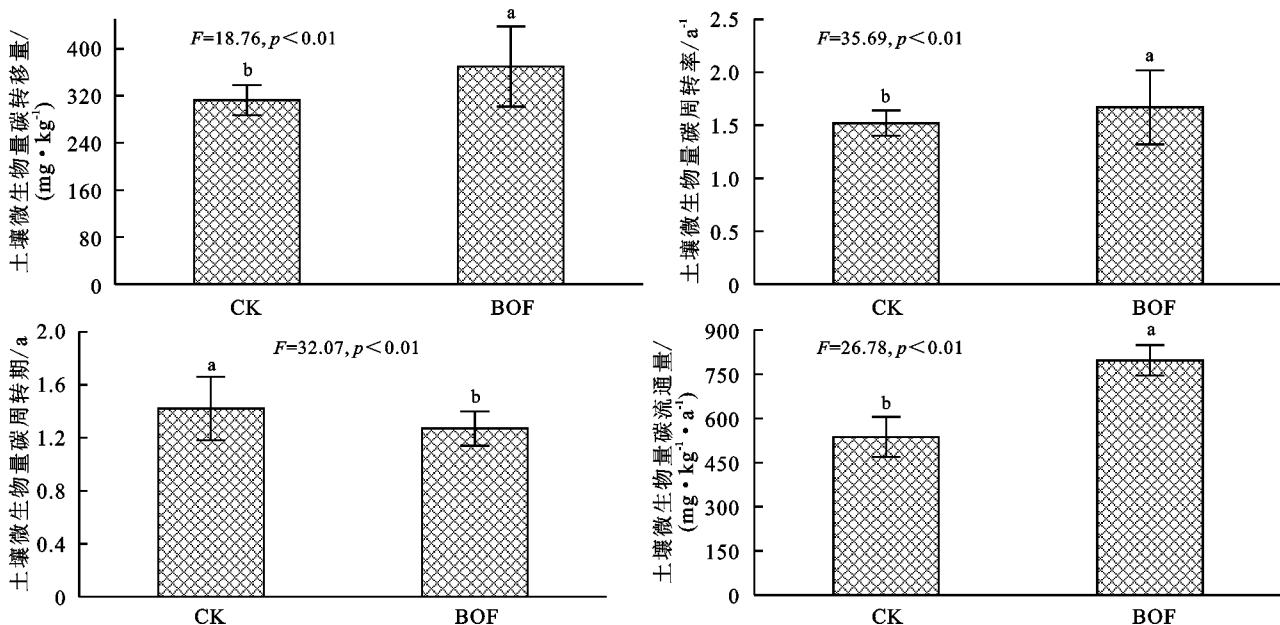 土壤微生物量碳转移量/
(mg·kg⁻¹)
400
320
240
160
80
0
F=18.76, p<0.01
b
a
CK
BOF
土壤微生物量碳周转率/a⁻¹
2.5
2.0
1.5
1.0
0.5
0
F=35.69, p<0.01
b
a
CK
BOF
土壤微生物量碳周转期/a
2.0
1.6
1.2
0.8
0.4
0
F=32.07, p<0.01
a
b
CK
BOF
土壤微生物量碳流通量/
(mg·kg⁻¹·a⁻¹)
900
750
600
450
300
150
0
F=26.78, p<0.01
b
a
CK
BOF